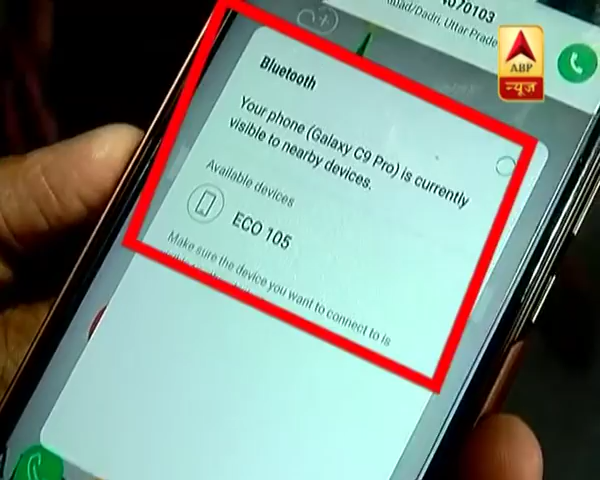 070103
bad/Dadri, Uttar Prade
ABP
न्यूज़
Bluetooth
Your phone (Galaxy C9 Pro) is currently
visible to nearby devices.
Available devices
ECO 105
Make sure the device you want to connect to is